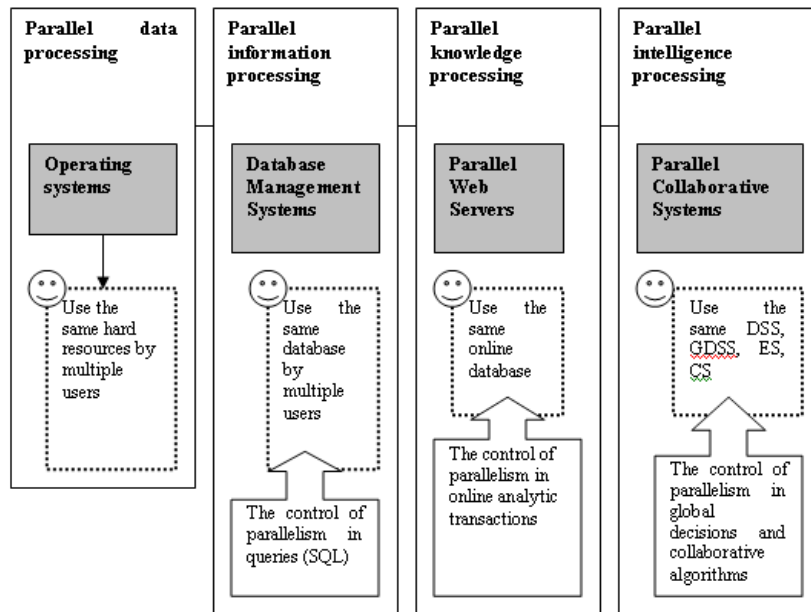 Parallel data
processing
Operating
systems
Use the
same hard
resources by
multiple
users
Parallel
information
processing
Database
Management
Systems
Use the
same
database
by
multiple
users
The control of
parallelism in
queries (SQL)
Parallel
knowledge
processing
Parallel
Web
Servers
Use the
same
online
database
The control of
parallelism in
online analytic
transactions
Parallel
intelligence
processing
Parallel
Collaborative
Systems
Use the
same DSS,
GDSS, ES,
CS
The control of
parallelism in
global
decisions and
collaborative
algorithms